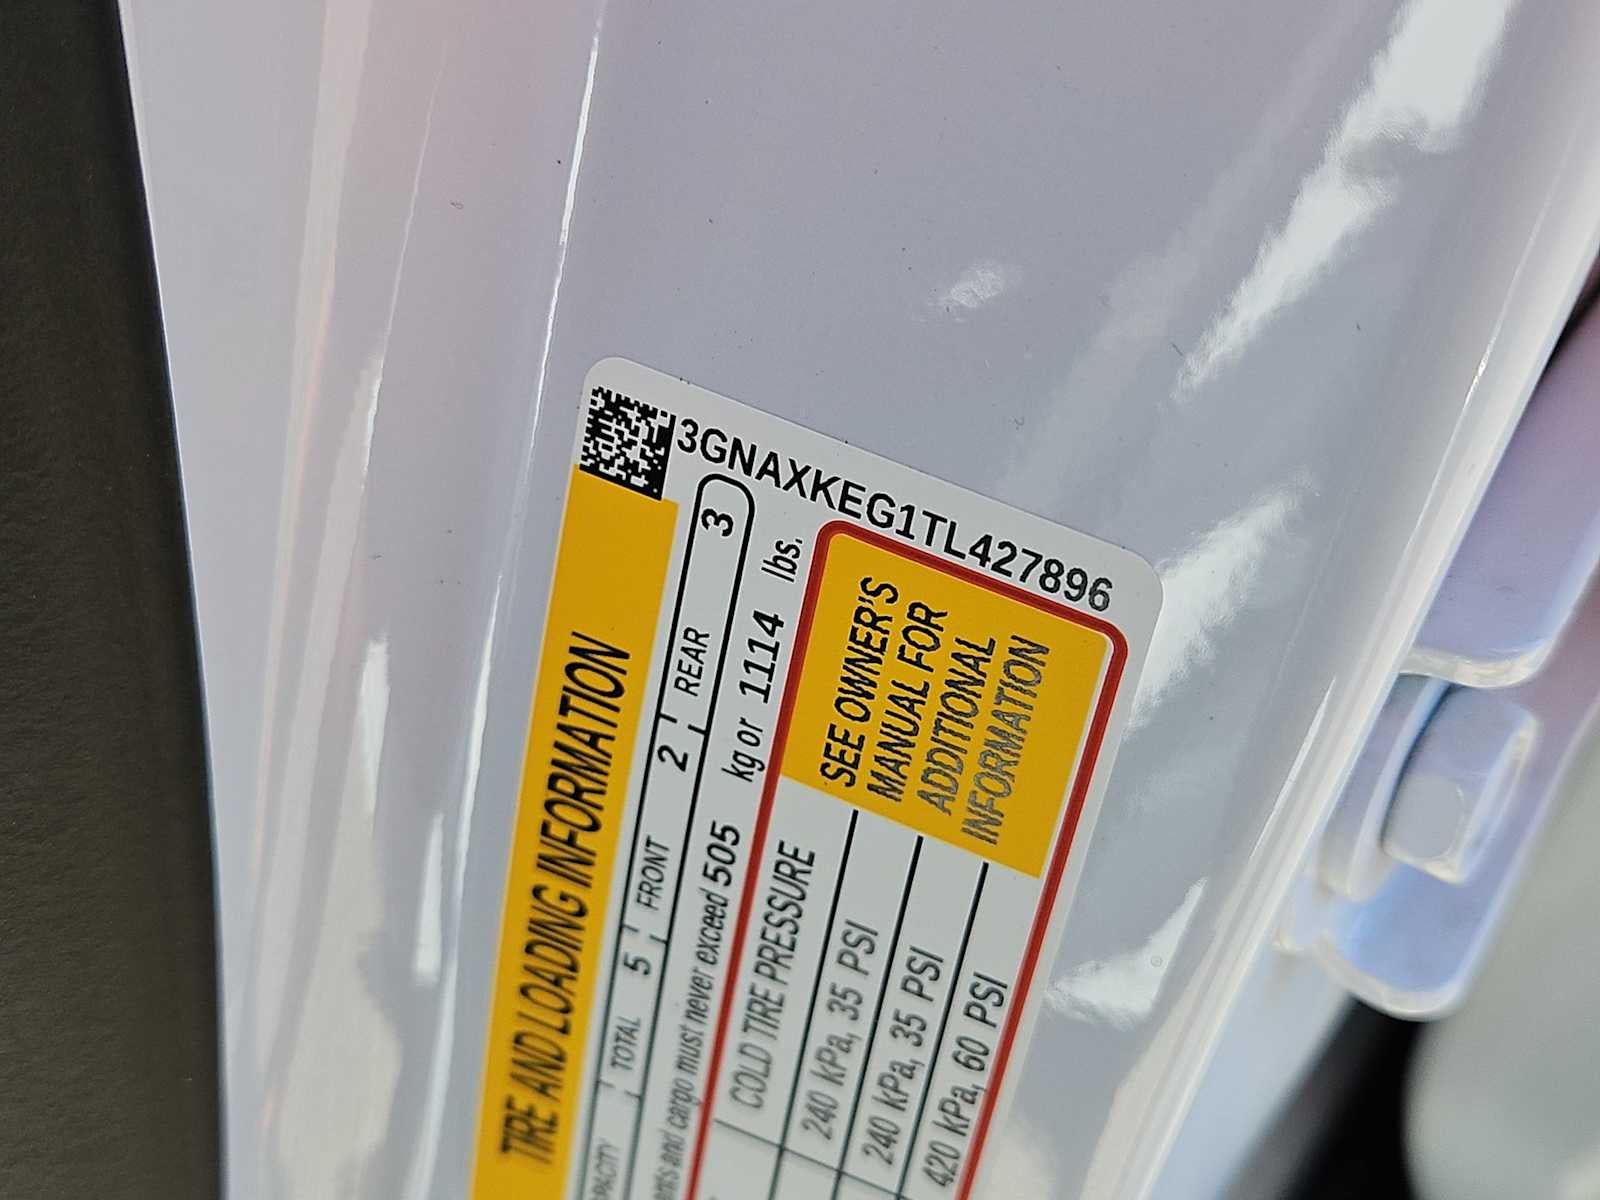 3GNAXKEG1TL427896
TIRE AND LOADING INFORMATION
TOTAL 5 FRONT 2 REAR 3
and cargo must never exceed 505 kg or 1114 lbs.
COLD TIRE PRESSURE
240 kPa, 35 PSI
240 kPa, 35 PSI
420 kPa, 60 PSI
SEE OWNER'S
MANUAL FOR
ADDITIONAL
INFORMATION